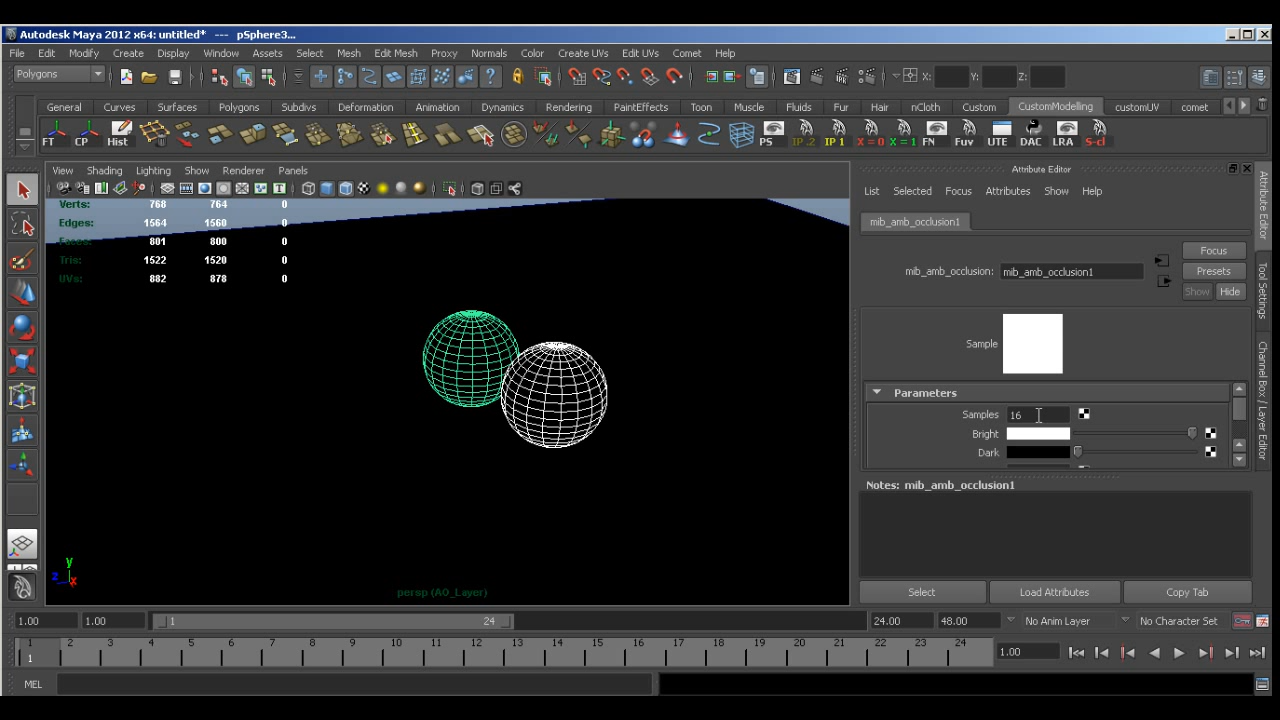 Autodesk Maya 2012 x64: untitled* --- pSphere3...
File Edit Modify Create Display Window Assets Select Mesh Edit Mesh Proxy Normals Color Create UVs Edit UVs Comet Help
Polygons X: Y: Z:
General Curves Surfaces Polygons Subdivs Deformation Animation Dynamics Rendering PaintEffects Toon Muscle Fluids Fur Hair nCloth Custom CustomModelling customUV comet
FT CP Hist PS IP .2 IP 1 X = 0 X = 1 FN Fuv UTE DAC LRA S-cl
View Shading Lighting Show Renderer Panels
Verts: 768 764 0
Edges: 1564 1560 0
Faces: 801 800 0
Tris: 1522 1520 0
UVs: 882 878 0
y
z x
persp (AO_Layer)
Attribute Editor
List Selected Focus Attributes Show Help
mib_amb_occlusion1
mib_amb_occlusion: mib_amb_occlusion1
Focus
Presets
Show Hide
Sample
Parameters
Samples 16
Bright
Dark
Notes: mib_amb_occlusion1
Select Load Attributes Copy Tab
Attribute Editor
Tool Settings
Channel Box / Layer Editor
1.00 1.00 1 24 24.00 48.00 No Anim Layer No Character Set
1 2 3 4 5 6 7 8 9 10 11 12 13 14 15 16 17 18 19 20 21 22 23 24
1 1.00
MEL